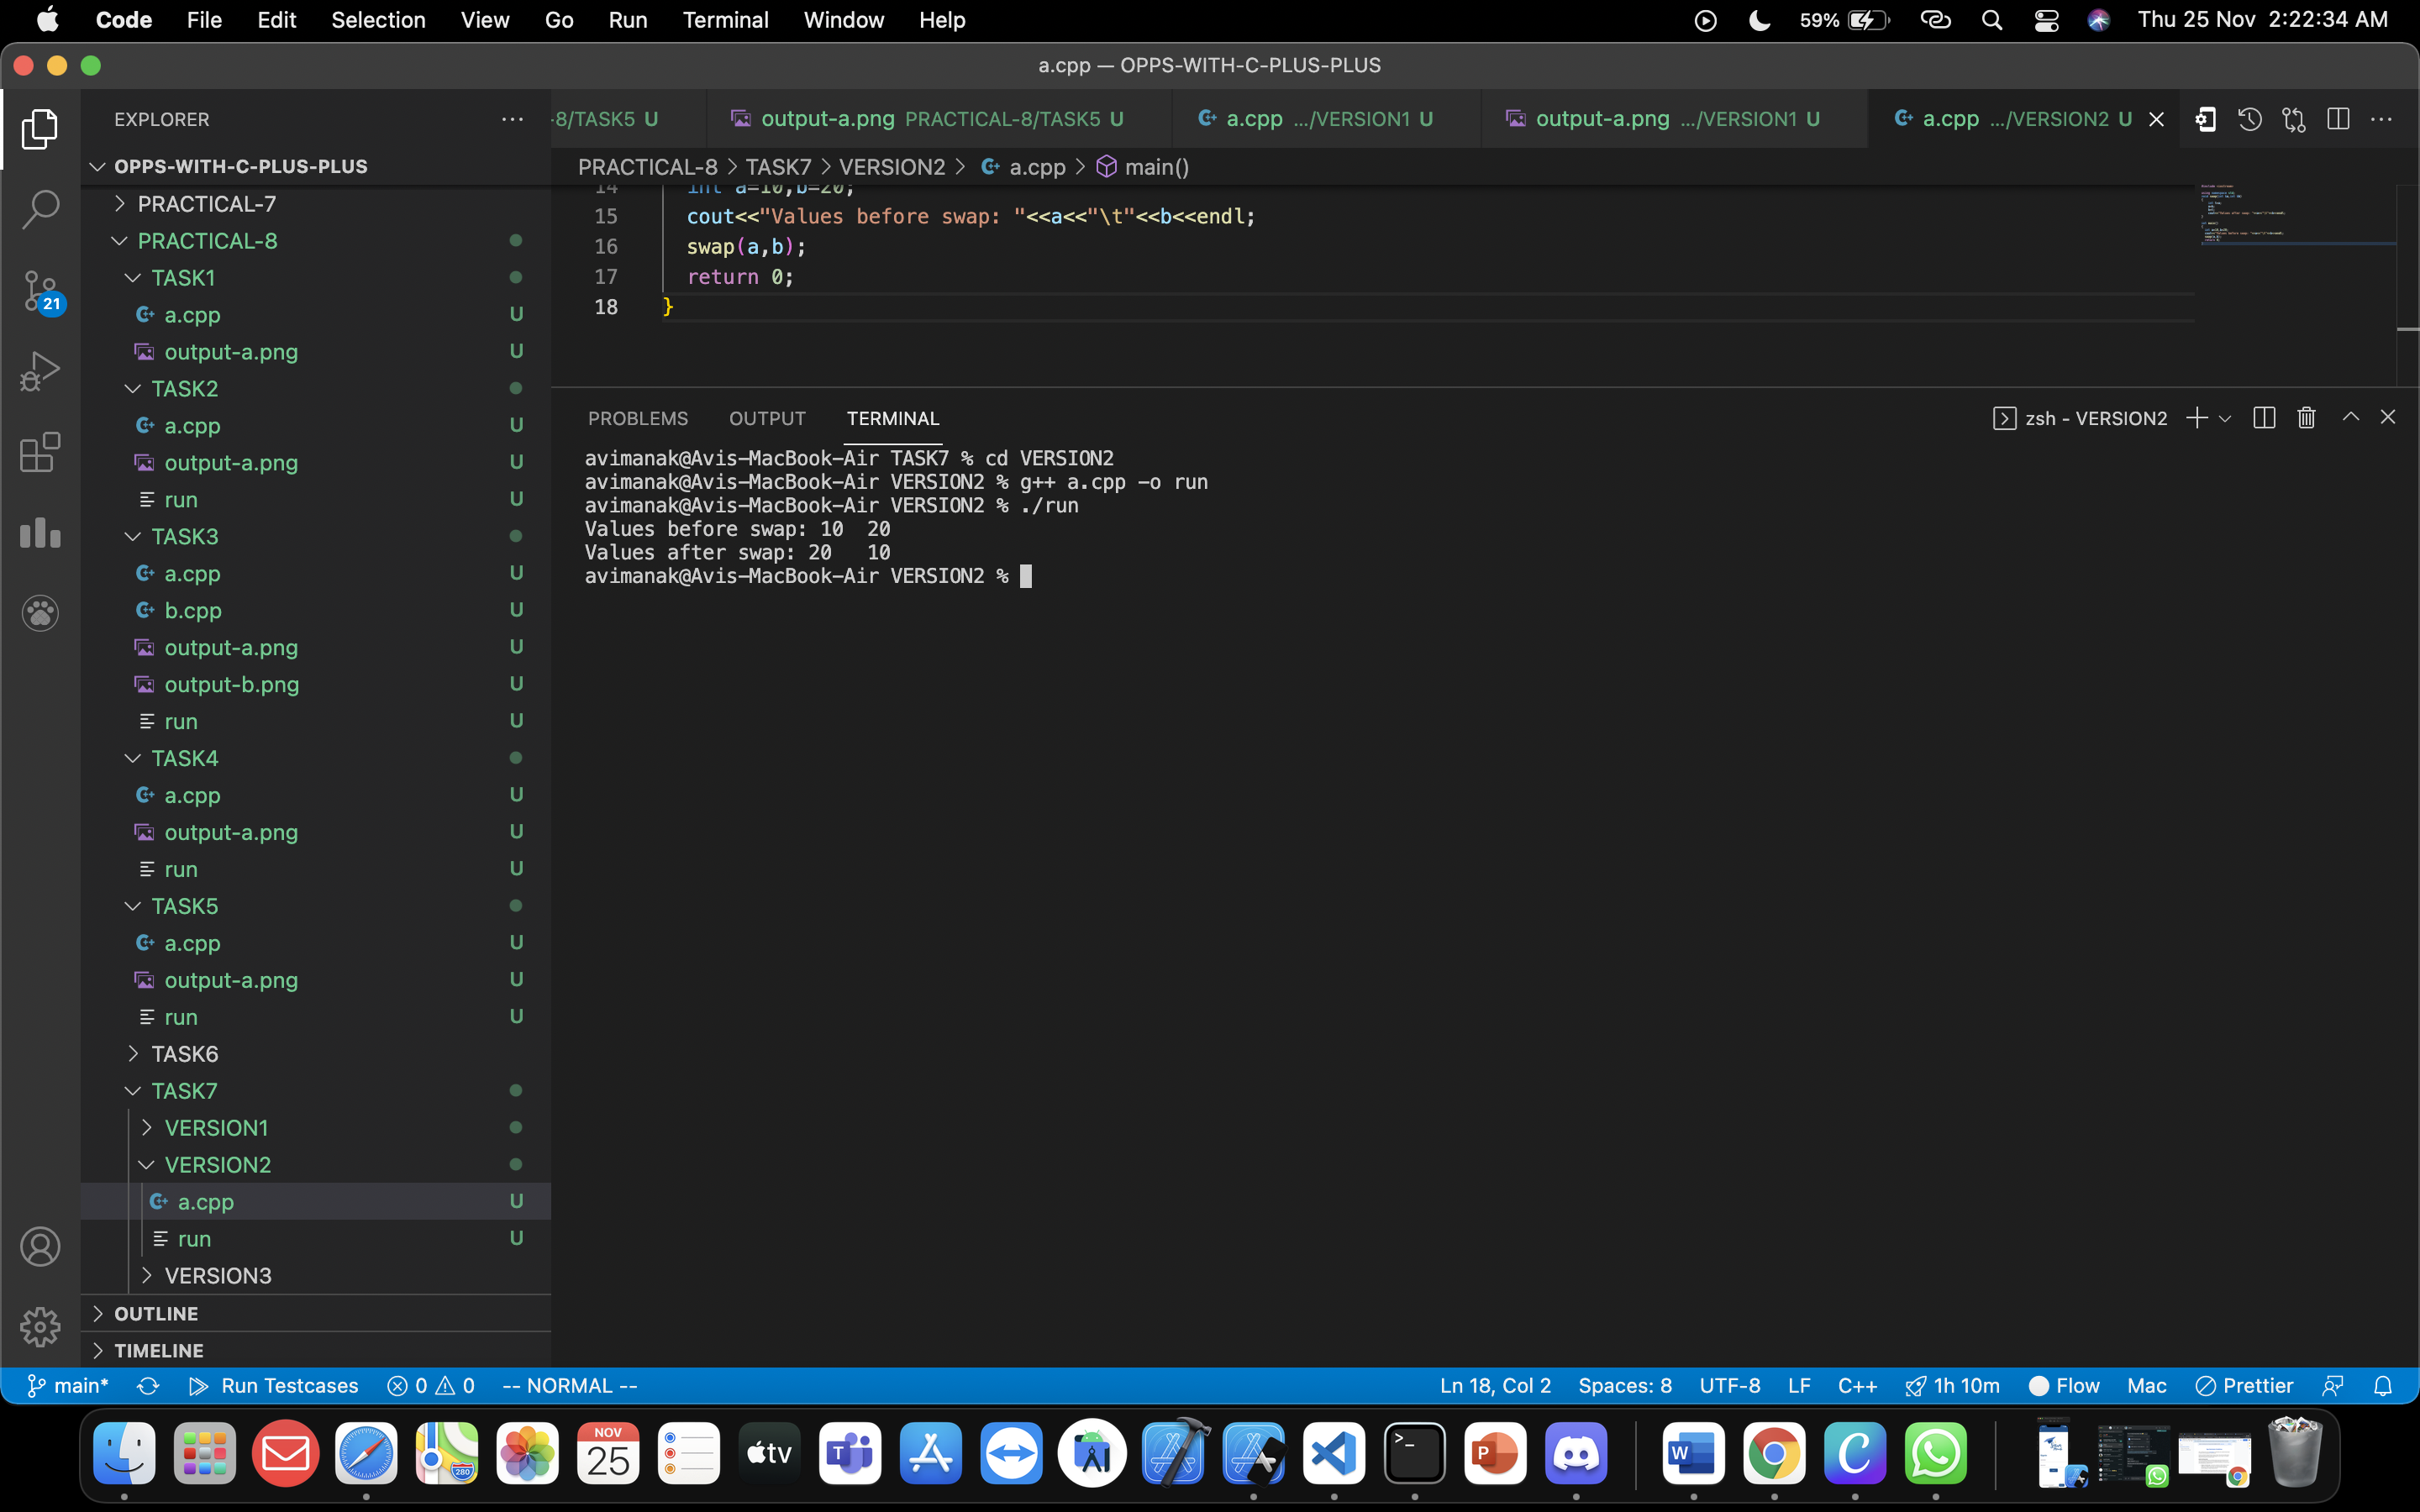 Code File Edit Selection View Go Run Terminal Window Help 59% Thu 25 Nov 2:22:34 AM
a.cpp — OPPS-WITH-C-PLUS-PLUS
EXPLORER
-8/TASK5 U output-a.png PRACTICAL-8/TASK5 U a.cpp .../VERSION1 U output-a.png .../VERSION1 U a.cpp .../VERSION2 U
PRACTICAL-8 > TASK7 > VERSION2 > a.cpp > main()
OPPS-WITH-C-PLUS-PLUS
PRACTICAL-7
PRACTICAL-8
TASK1
a.cpp U
output-a.png U
TASK2
a.cpp U
output-a.png U
run U
TASK3
a.cpp U
b.cpp U
output-a.png U
output-b.png U
run U
TASK4
a.cpp U
output-a.png U
run U
TASK5
a.cpp U
output-a.png U
run U
TASK6
TASK7
VERSION1
VERSION2
a.cpp U
run U
VERSION3
OUTLINE
TIMELINE
21
14 int a=10,b=20;
15 cout<<"Values before swap: "<<a<<"\t"<<b<<endl;
16 swap(a,b);
17 return 0;
18 }
PROBLEMS OUTPUT TERMINAL zsh - VERSION2
avimanak@Avis-MacBook-Air TASK7 % cd VERSION2
avimanak@Avis-MacBook-Air VERSION2 % g++ a.cpp -o run
avimanak@Avis-MacBook-Air VERSION2 % ./run
Values before swap: 10 20
Values after swap: 20 10
avimanak@Avis-MacBook-Air VERSION2 %
main* Run Testcases 0 0 -- NORMAL -- Ln 18, Col 2 Spaces: 8 UTF-8 LF C++ 1h 10m Flow Mac Prettier
280
NOV
25
tv
T
P
W
C